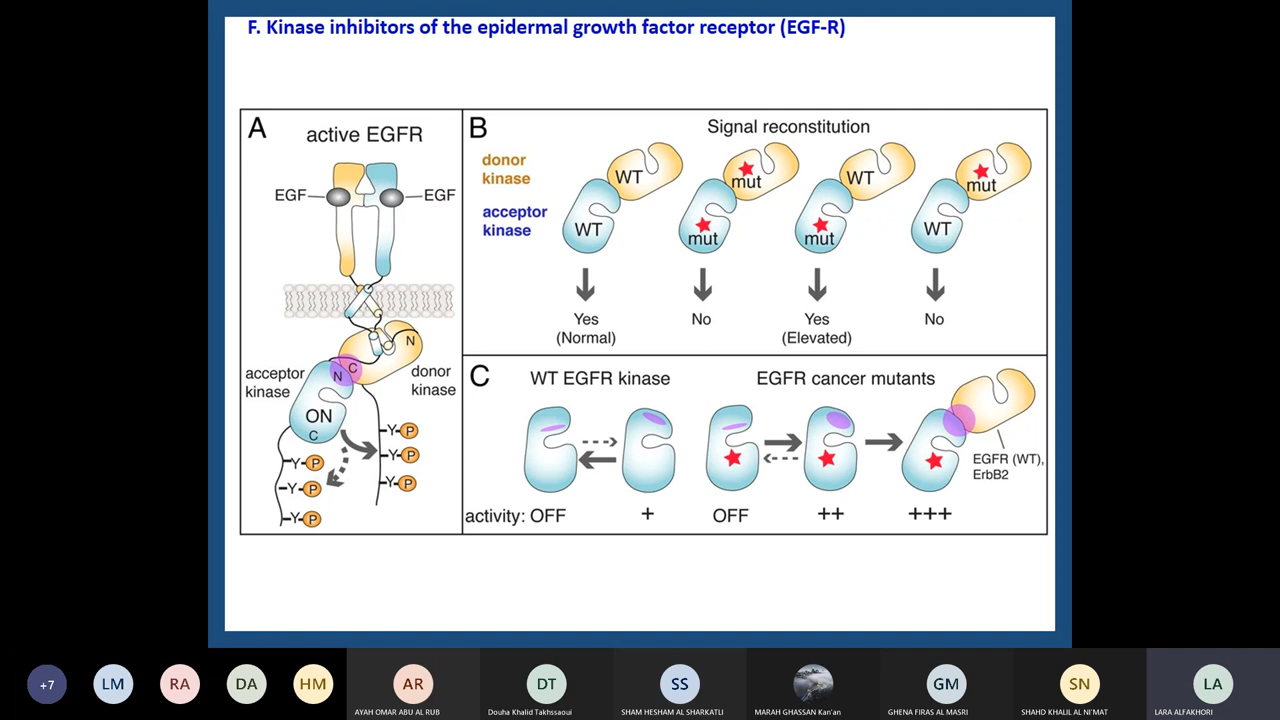 F. Kinase inhibitors of the epidermal growth factor receptor (EGF-R)
A
active EGFR
EGF
EGF
N
C
N
acceptor
kinase
donor
kinase
ON
C
Y P
Y P
Y P
Y P
Y P
Y P
B
Signal reconstitution
donor
kinase
acceptor
kinase
WT
mut
WT
mut
WT
mut
mut
WT
Yes
(Normal)
No
Yes
(Elevated)
No
C
WT EGFR kinase
EGFR cancer mutants
EGFR (WT),
ErbB2
activity: OFF
+
OFF
++
+++
+7
LM
RA
DA
HM
AR
DT
SS
GM
SN
LA
AYAH OMAR ABU AL RUB
Douha Khalid Takhssaoui
SHAM HESHAM AL SHARKATLI
MARAH GHASSAN Kan'an
GHENA FIRAS AL MASRI
SHAHD KHALIL AL NI'MAT
LARA ALFAKHORI